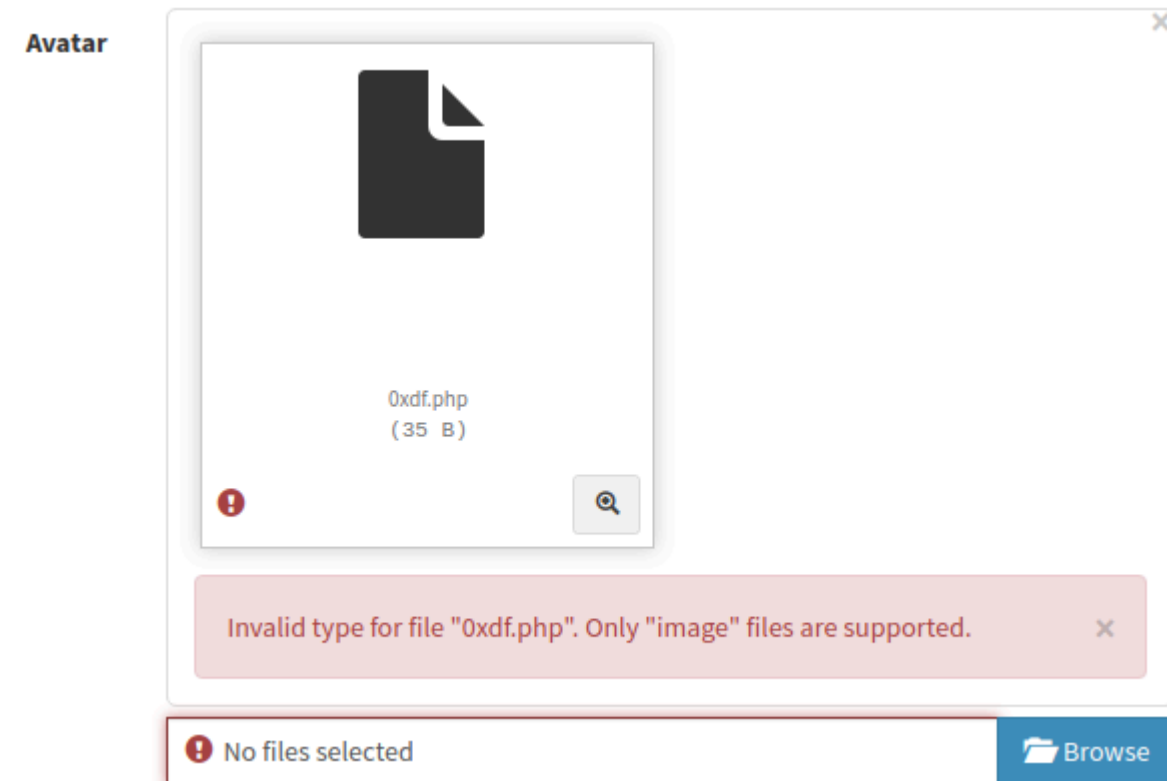 Avatar
×
0xdf.php
(35 B)
Invalid type for file "0xdf.php". Only "image" files are supported.
×
No files selected
Browse